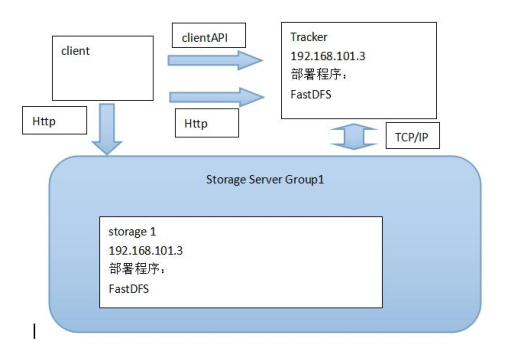 client
clientAPI
Tracker
192.168.101.3
部署程序：
FastDFS
Http
Http
TCP/IP
Storage Server Group1
storage 1
192.168.101.3
部署程序：
FastDFS